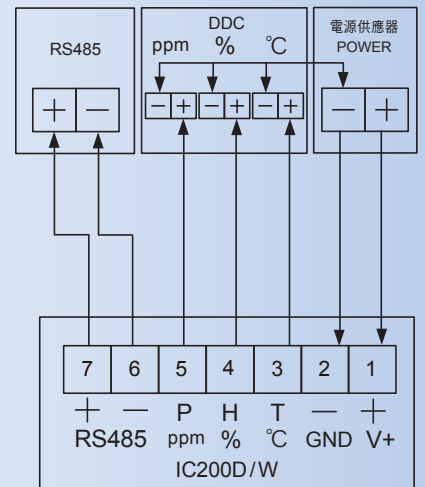 RS485
DDC
ppm % ℃
電源供應器
POWER
+ −
− + − + − +
− +
7 6 5 4 3 2 1
+ − P H T − +
RS485 ppm % ℃ GND V+
IC200D/W